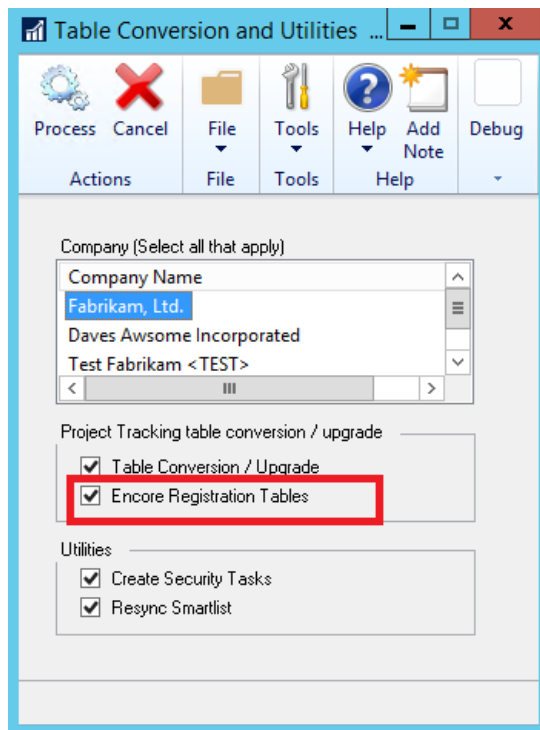 Table Conversion and Utilities ...
Process Cancel File Tools Help Add Note Debug
Actions File Tools Help
Company (Select all that apply)
Company Name
Fabrikam, Ltd.
Daves Awsome Incorporated
Test Fabrikam <TEST>
Project Tracking table conversion / upgrade
Table Conversion / Upgrade
Encore Registration Tables
Utilities
Create Security Tasks
Resync Smartlist